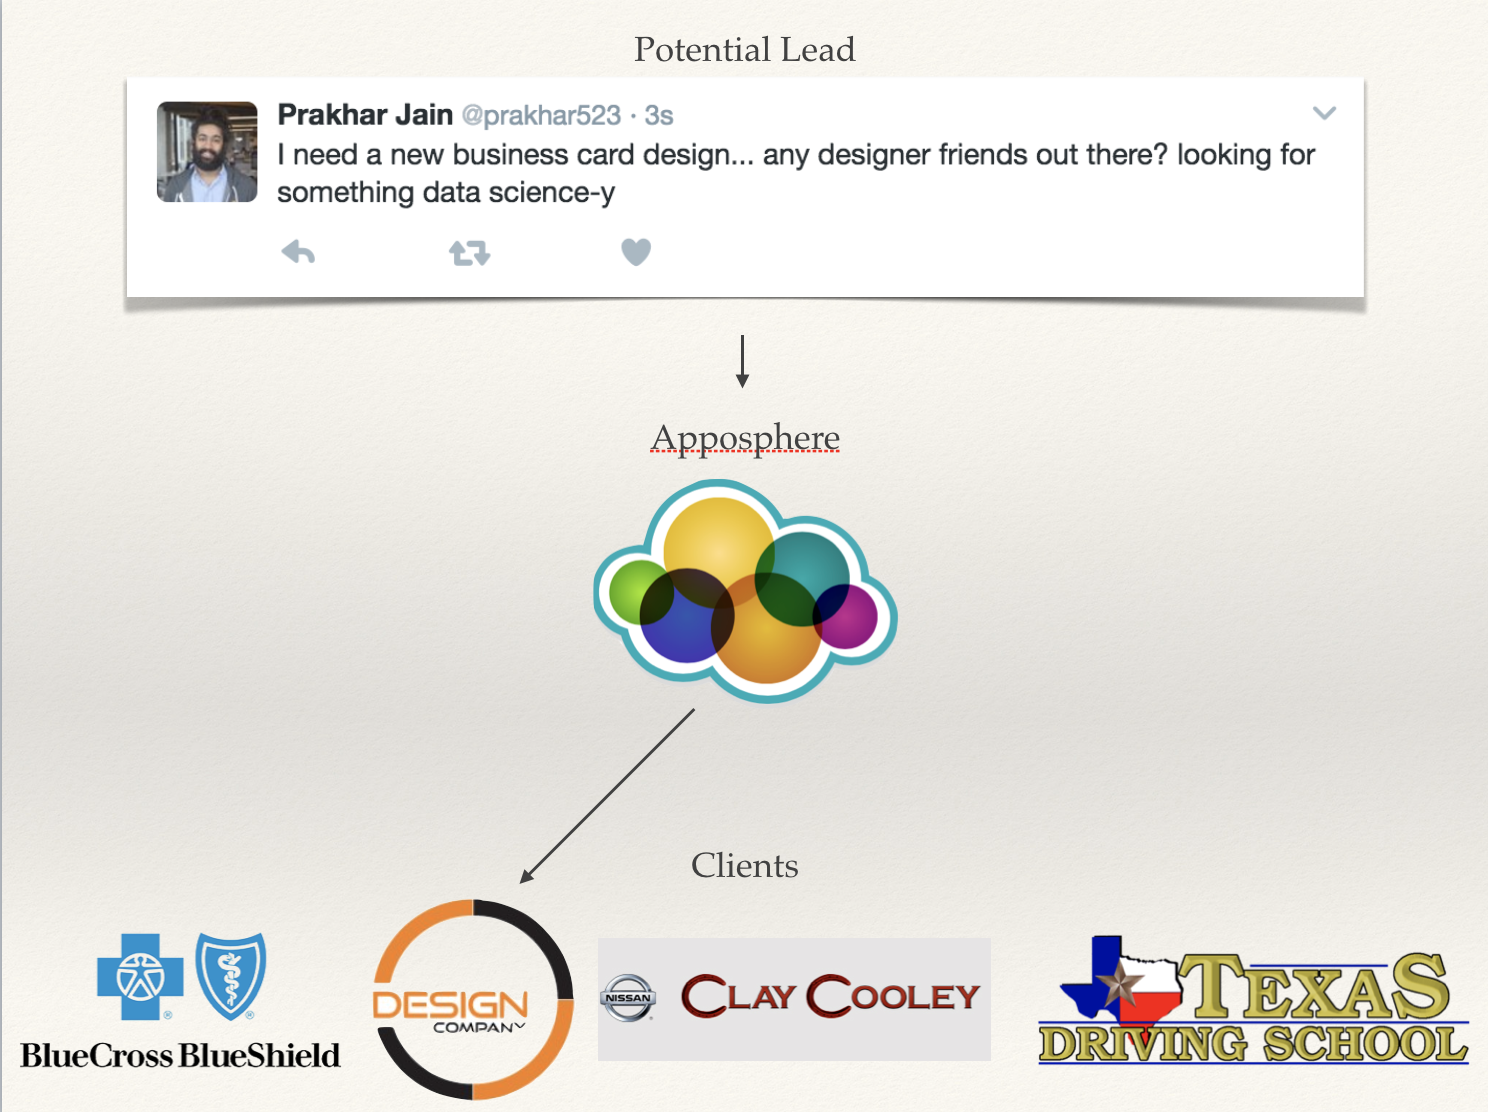 Potential Lead
Prakhar Jain @prakhar523 · 3s
I need a new business card design... any designer friends out there? looking for
something data science-y
Apposphere
Clients
BlueCross BlueShield
DESIGN
COMPANY
NISSAN
CLAY COOLEY
TEXAS
DRIVING SCHOOL